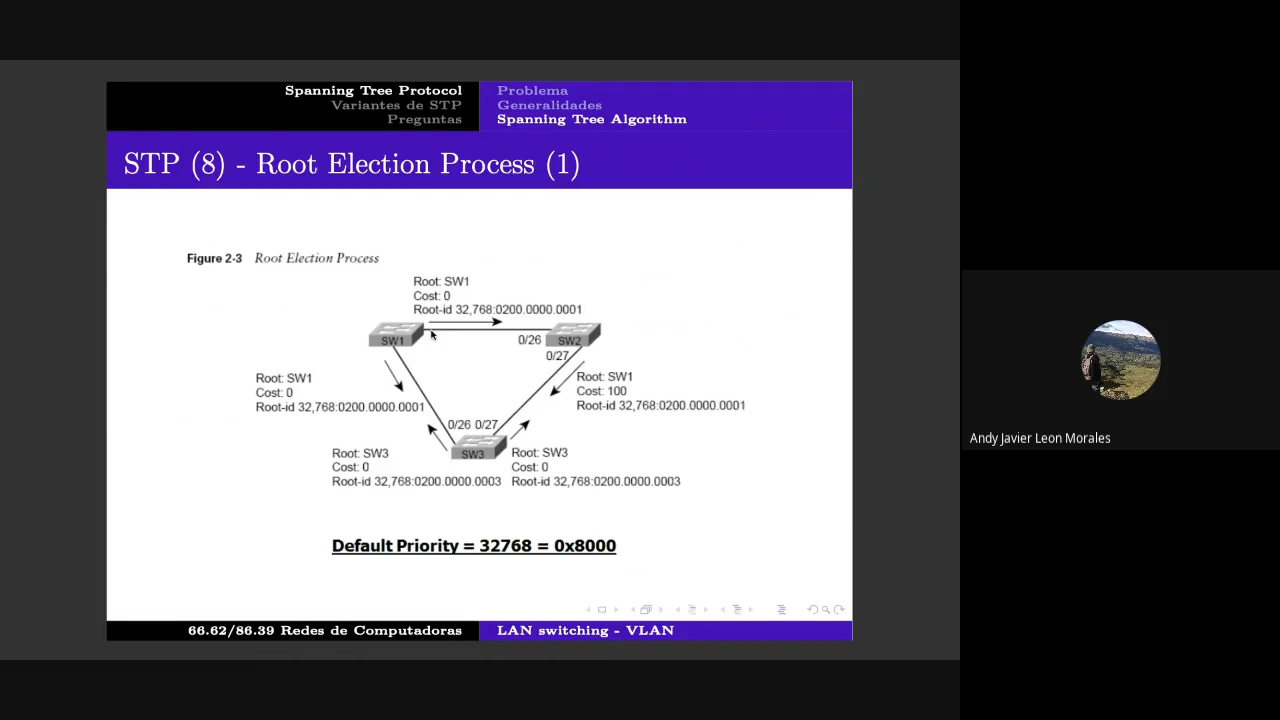 Spanning Tree Protocol
Variantes de STP
Preguntas
Problema
Generalidades
Spanning Tree Algorithm
STP (8) - Root Election Process (1)
Figure 2-3 Root Election Process
Root: SW1
Cost: 0
Root-id 32,768:0200.0000.0001
SW1
0/26
SW2
0/27
Root: SW1
Cost: 0
Root-id 32,768:0200.0000.0001
Root: SW1
Cost: 100
Root-id 32,768:0200.0000.0001
0/26 0/27
SW3
Root: SW3
Cost: 0
Root-id 32,768:0200.0000.0003
Root: SW3
Cost: 0
Root-id 32,768:0200.0000.0003
Default Priority = 32768 = 0x8000
66.62/86.39 Redes de Computadoras
LAN switching - VLAN
Andy Javier Leon Morales